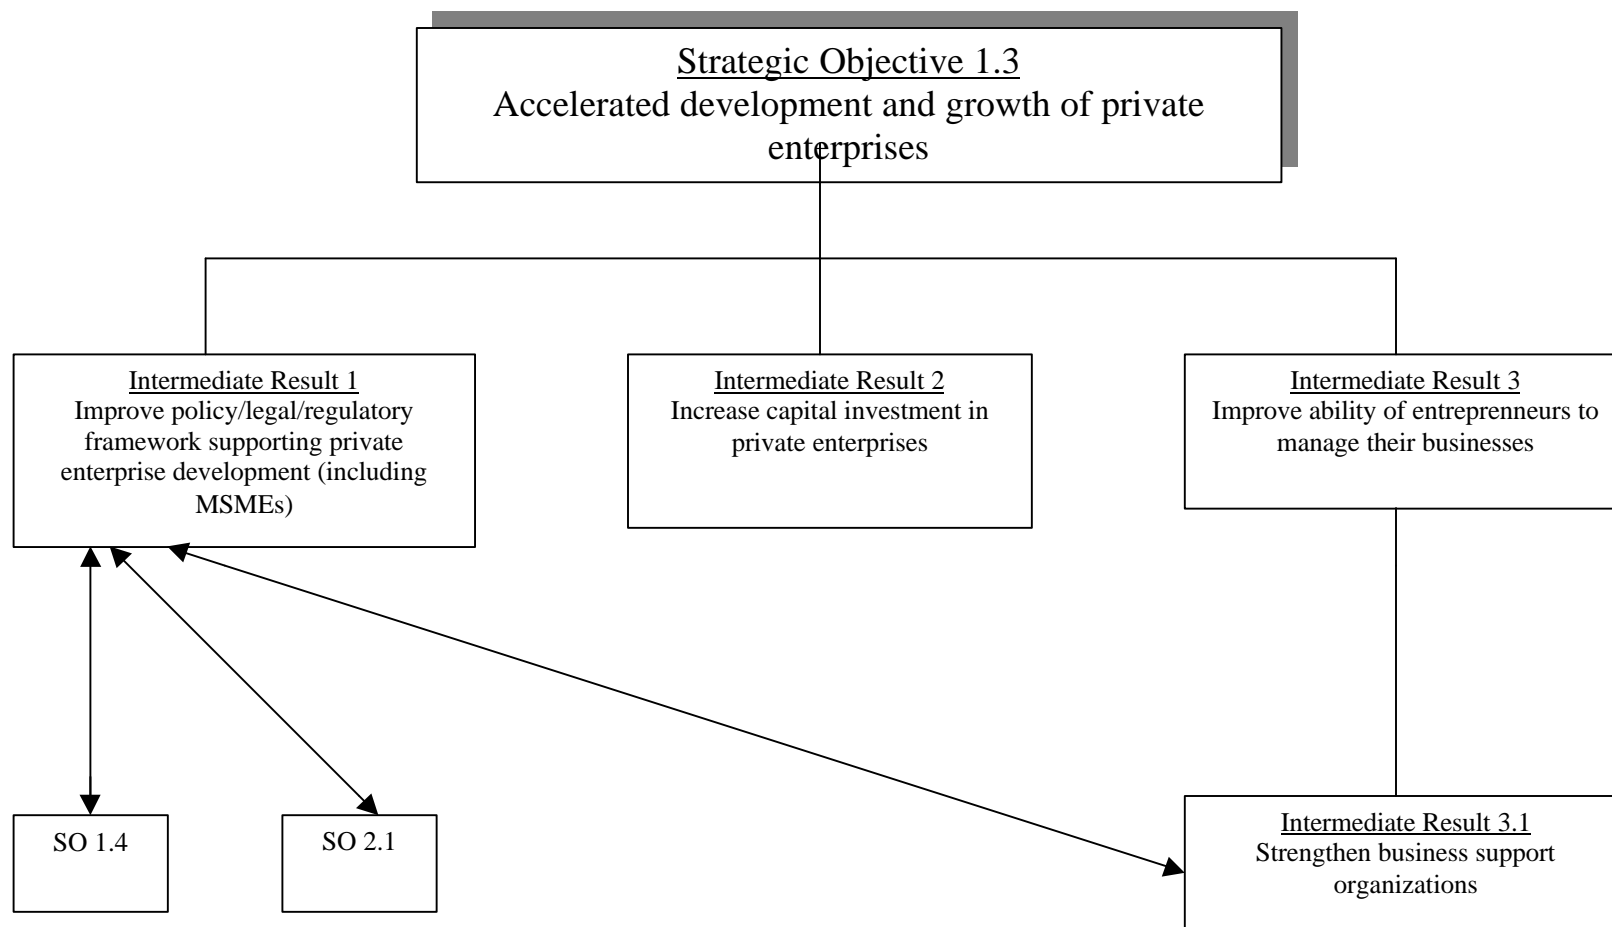 Strategic Objective 1.3
Accelerated development and growth of private
enterprises
Intermediate Result 1
Improve policy/legal/regulatory
framework supporting private
enterprise development (including
MSMEs)
Intermediate Result 2
Increase capital investment in
private enterprises
Intermediate Result 3
Improve ability of entreprenneurs to
manage their businesses
SO 1.4
SO 2.1
Intermediate Result 3.1
Strengthen business support
organizations